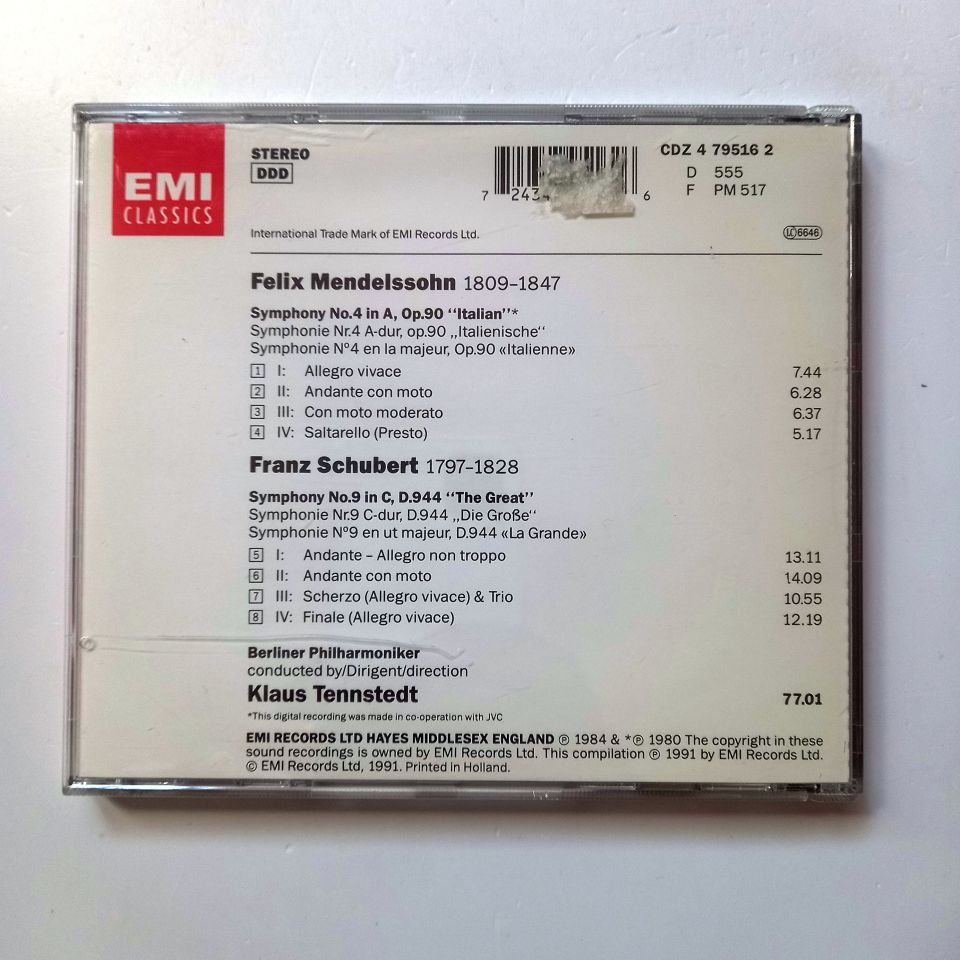 EMI
CLASSICS
STEREO
DDD
7 6
CDZ 4 79516 2
D 555
F PM 517
International Trade Mark of EMI Records Ltd.
LC 6646
Felix Mendelssohn 1809–1847
Symphony No.4 in A, Op.90 “Italian”*
Symphonie Nr.4 A-dur, op.90 „Italienische“
Symphonie N° 4 en la majeur, Op.90 «Italienne»
1 I: Allegro vivace 7.44
2 II: Andante con moto 6.28
3 III: Con moto moderato 6.37
4 IV: Saltarello (Presto) 5.17
Franz Schubert 1797–1828
Symphony No.9 in C, D.944 “The Great”
Symphonie Nr.9 C-dur, D.944 „Die Große“
Symphonie N° 9 en ut majeur, D.944 «La Grande»
5 I: Andante – Allegro non troppo 13.11
6 II: Andante con moto 14.09
7 III: Scherzo (Allegro vivace) & Trio 10.55
8 IV: Finale (Allegro vivace) 12.19
Berliner Philharmoniker
conducted by/Dirigent/direction
Klaus Tennstedt 77.01
*This digital recording was made in co-operation with JVC
EMI RECORDS LTD HAYES MIDDLESEX ENGLAND ℗ 1984 & *℗ 1980 The copyright in these
sound recordings is owned by EMI Records Ltd. This compilation ℗ 1991 by EMI Records Ltd.
© EMI Records Ltd, 1991. Printed in Holland.